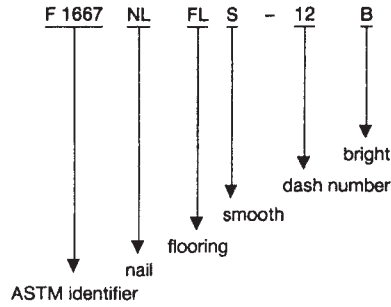 F 1667 NL FL S – 12 B
bright
dash number
smooth
flooring
nail
ASTM identifier